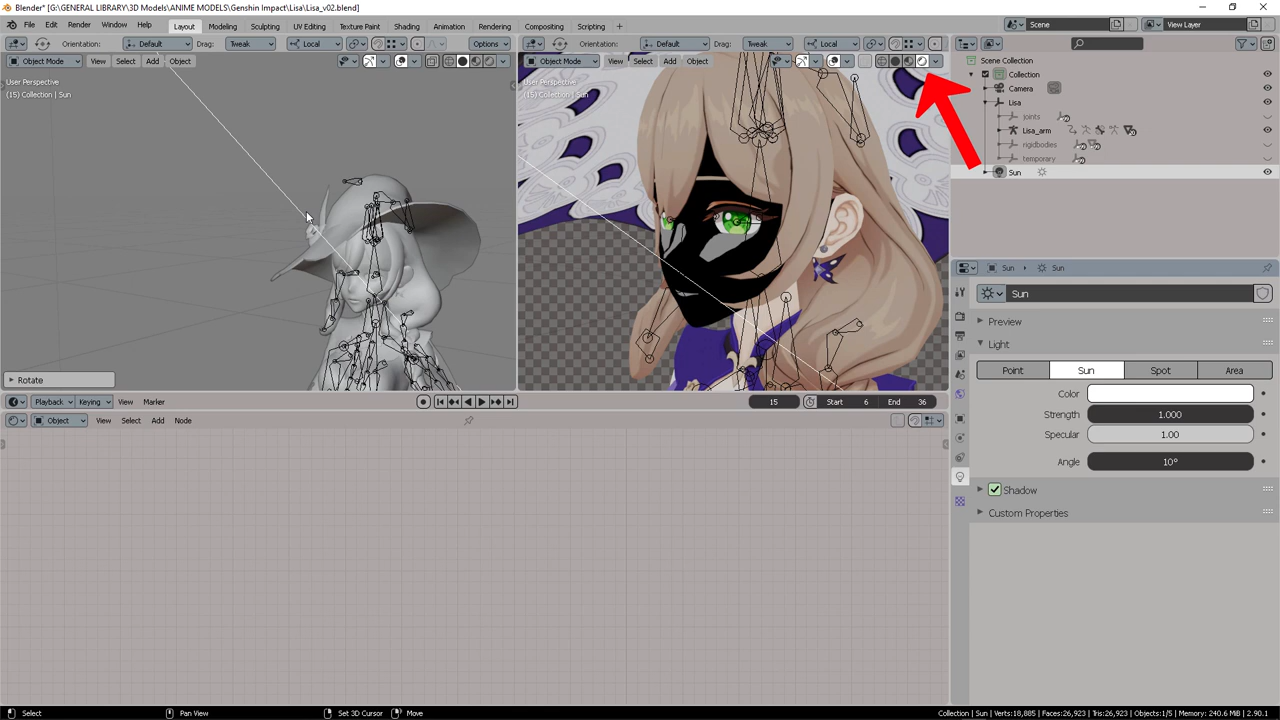 Blender* [G:\GENERAL LIBRARY\3D Models\ANIME MODELS\Genshin Impact\Lisa\Lisa_v02.blend]
File Edit Render Window Help Layout Modeling Sculpting UV Editing Texture Paint Shading Animation Rendering Compositing Scripting + Scene View Layer
Orientation: Default Drag: Tweak Local Options
Orientation: Default Drag: Tweak Local
Object Mode View Select Add Object
Object Mode View Select Add Object
User Perspective
(15) Collection | Sun
User Perspective
(15) Collection | Sun
Rotate
Scene Collection
Collection
Camera
Lisa
joints
Lisa_arm
rigidbodies
temporary
Sun
Sun Sun
Sun
Preview
Light
Point Sun Spot Area
Color
Strength 1.000
Specular 1.00
Angle 10°
Shadow
Custom Properties
Playback Keying View Marker 15 Start 6 End 36
Object View Select Add Node
Select Pan View Set 3D Cursor Move Collection | Sun | Verts:18,885 | Faces:26,923 | Tris:26,923 | Objects:1/5 | Memory: 240.6 MiB | 2.90.1